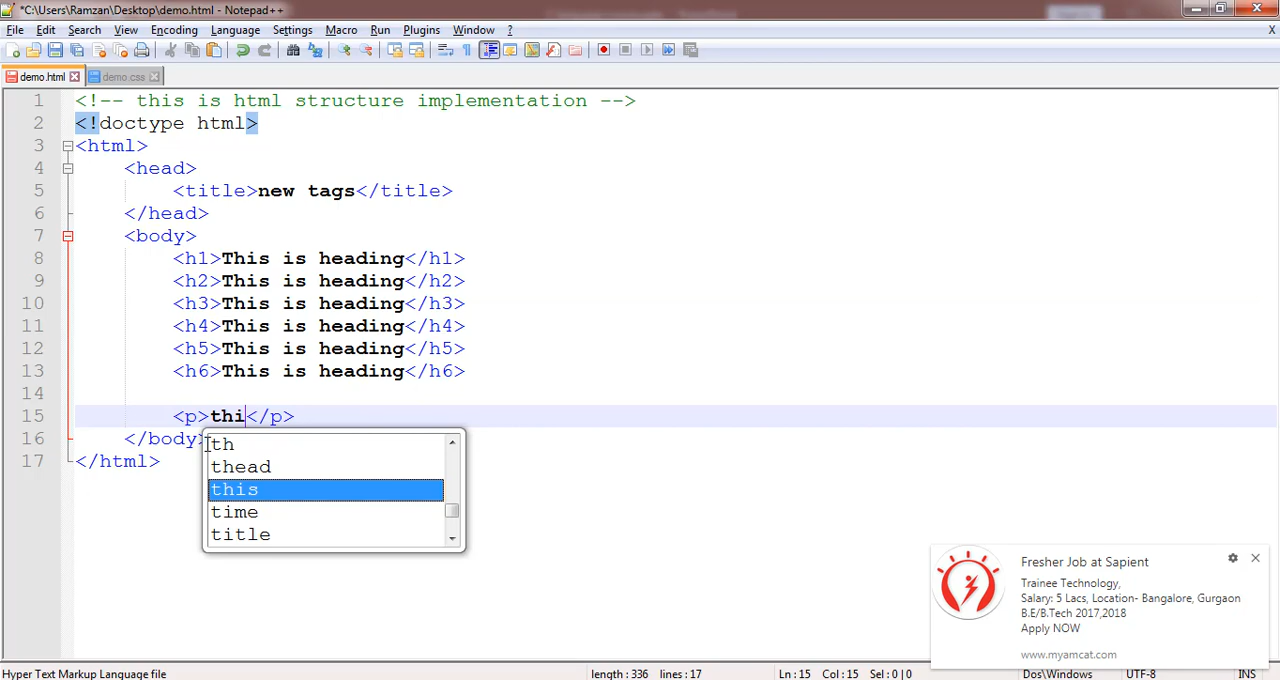 *C:\Users\Ramzan\Desktop\demo.html - Notepad++
File Edit Search View Encoding Language Settings Macro Run Plugins Window ? X
demo.html demo.css
1 <!-- this is html structure implementation -->
2 <!doctype html>
3 <html>
4 <head>
5 <title>new tags</title>
6 </head>
7 <body>
8 <h1>This is heading</h1>
9 <h2>This is heading</h2>
10 <h3>This is heading</h3>
11 <h4>This is heading</h4>
12 <h5>This is heading</h5>
13 <h6>This is heading</h6>
14
15 <p>thi</p>
16 </body>
17 </html>
th
thead
this
time
title
Fresher Job at Sapient
Trainee Technology,
Salary: 5 Lacs, Location- Bangalore, Gurgaon
B.E/B.Tech 2017,2018
Apply NOW
www.myamcat.com
Hyper Text Markup Language file length : 336 lines : 17 Ln : 15 Col : 15 Sel : 0 | 0 Dos\Windows UTF-8 INS